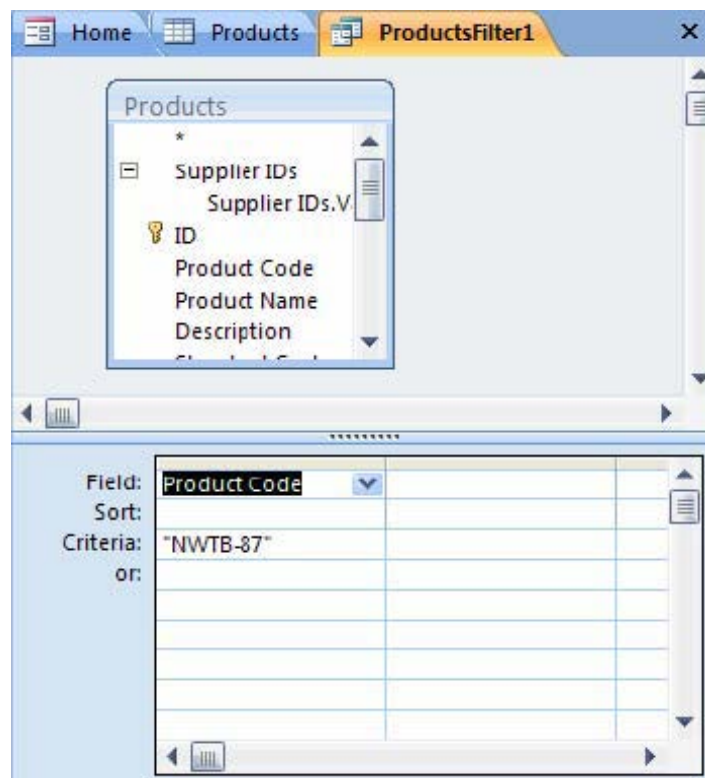 Home Products ProductsFilter1
Products
*
Supplier IDs
Supplier IDs.V
ID
Product Code
Product Name
Description
Field: Product Code
Sort:
Criteria: "NWTB-87"
or: